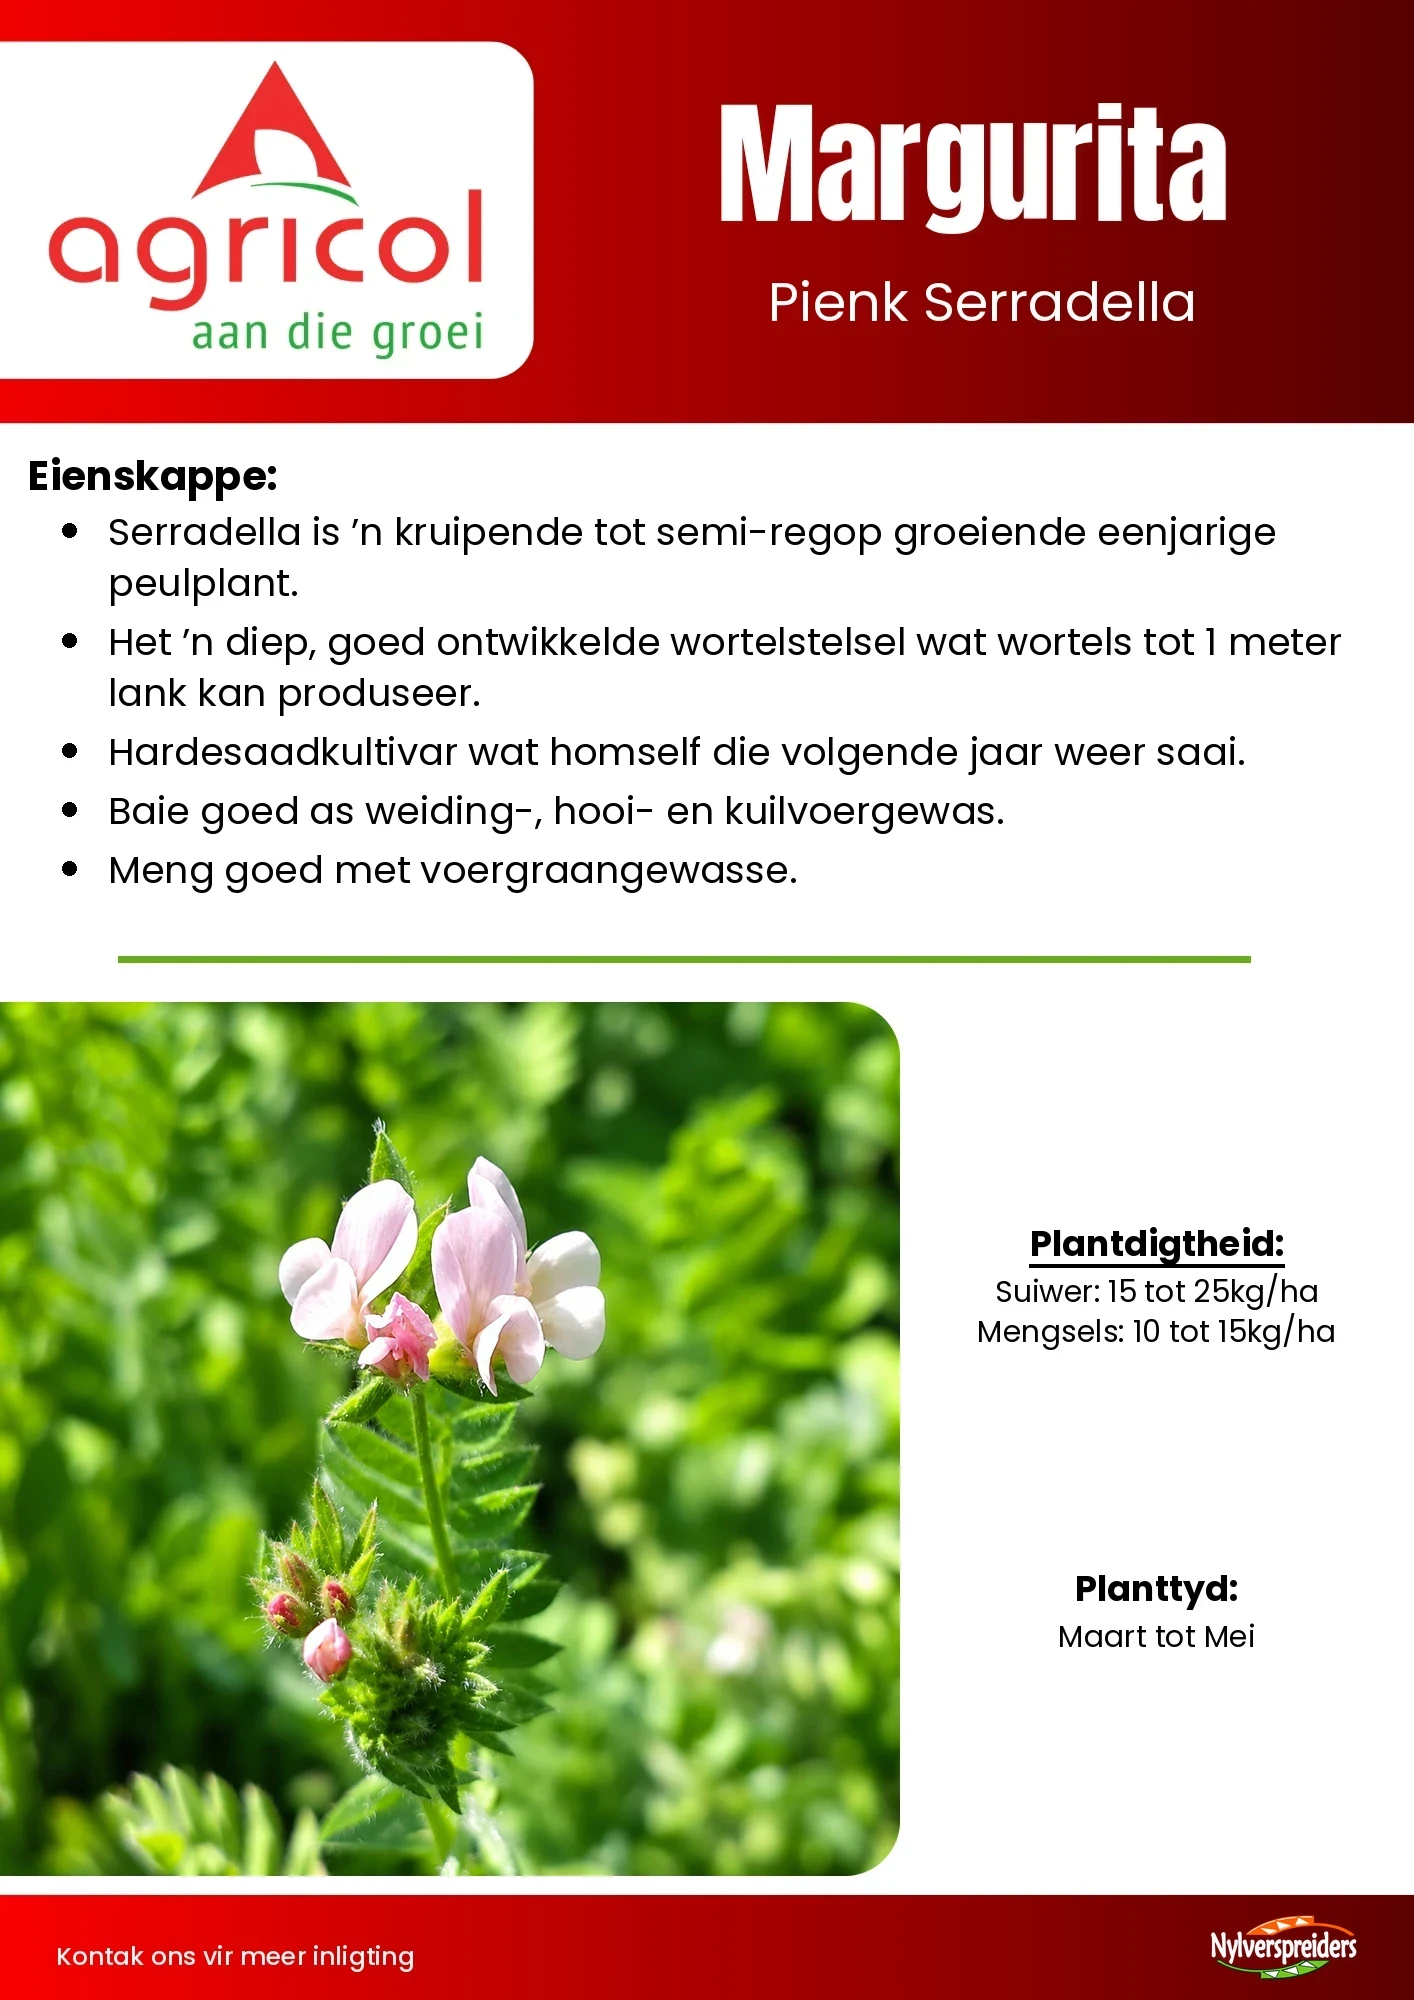 agricol
aan die groei
Margurita
Pienk Serradella
Eienskappe:
• Serradella is ’n kruipende tot semi-regop groeiende eenjarige
peulplant.
• Het ’n diep, goed ontwikkelde wortelstelsel wat wortels tot 1 meter
lank kan produseer.
• Hardesaadkultivar wat homself die volgende jaar weer saai.
• Baie goed as weiding-, hooi- en kuilvoergewas.
• Meng goed met voergraangewasse.
Plantdigtheid:
Suiwer: 15 tot 25kg/ha
Mengsels: 10 tot 15kg/ha
Planttyd:
Maart tot Mei
Kontak ons vir meer inligting
Nylverspreiders